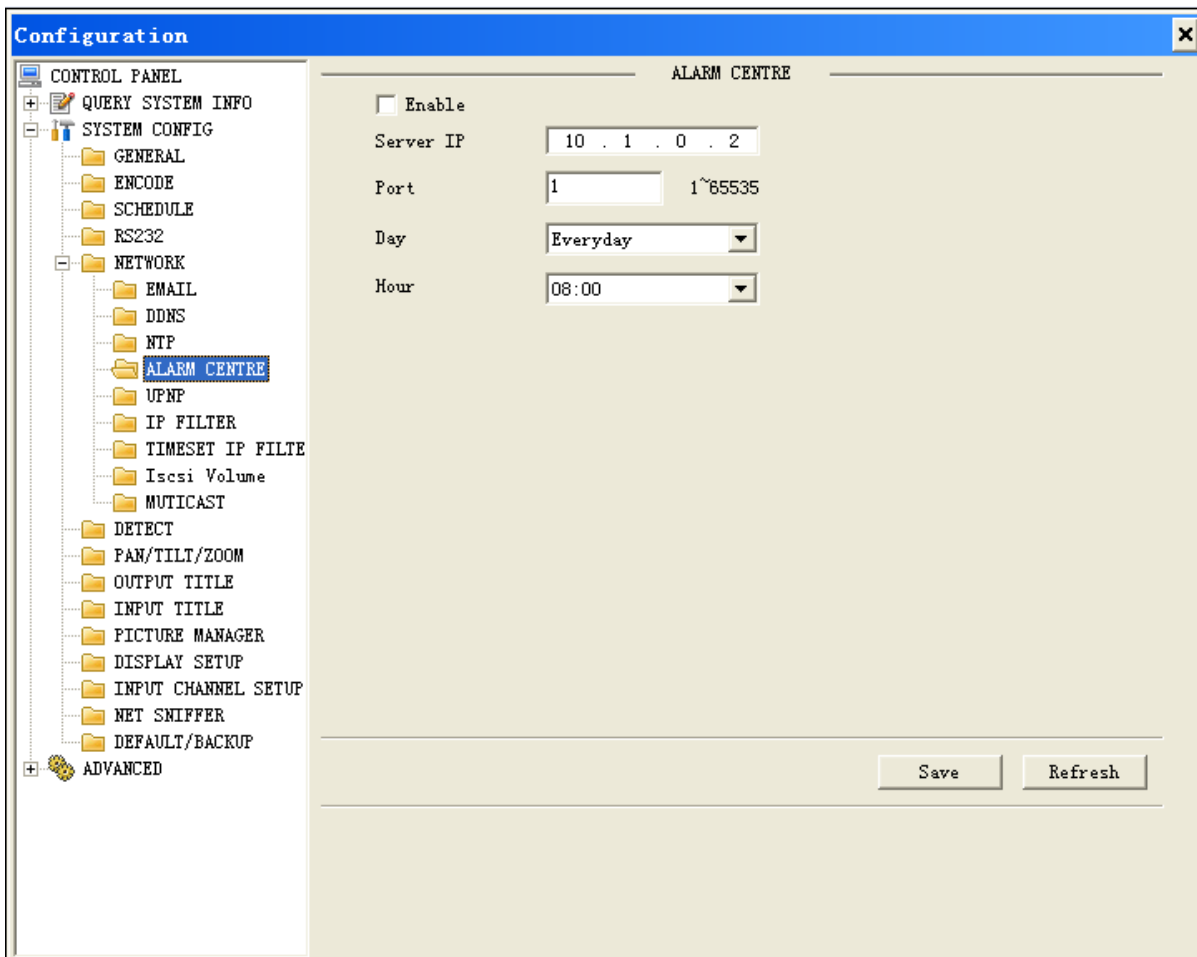 Configuration
CONTROL PANEL
QUERY SYSTEM INFO
SYSTEM CONFIG
GENERAL
ENCODE
SCHEDULE
RS232
NETWORK
EMAIL
DDNS
NTP
ALARM CENTRE
UPNP
IP FILTER
TIMESET IP FILTE
Iscsi Volume
MUTICAST
DETECT
PAN/TILT/ZOOM
OUTPUT TITLE
INPUT TITLE
PICTURE MANAGER
DISPLAY SETUP
INPUT CHANNEL SETUP
NET SNIFFER
DEFAULT/BACKUP
ADVANCED
ALARM CENTRE
Enable
Server IP 10 . 1 . 0 . 2
Port 1 1~65535
Day Everyday
Hour 08:00
Save Refresh